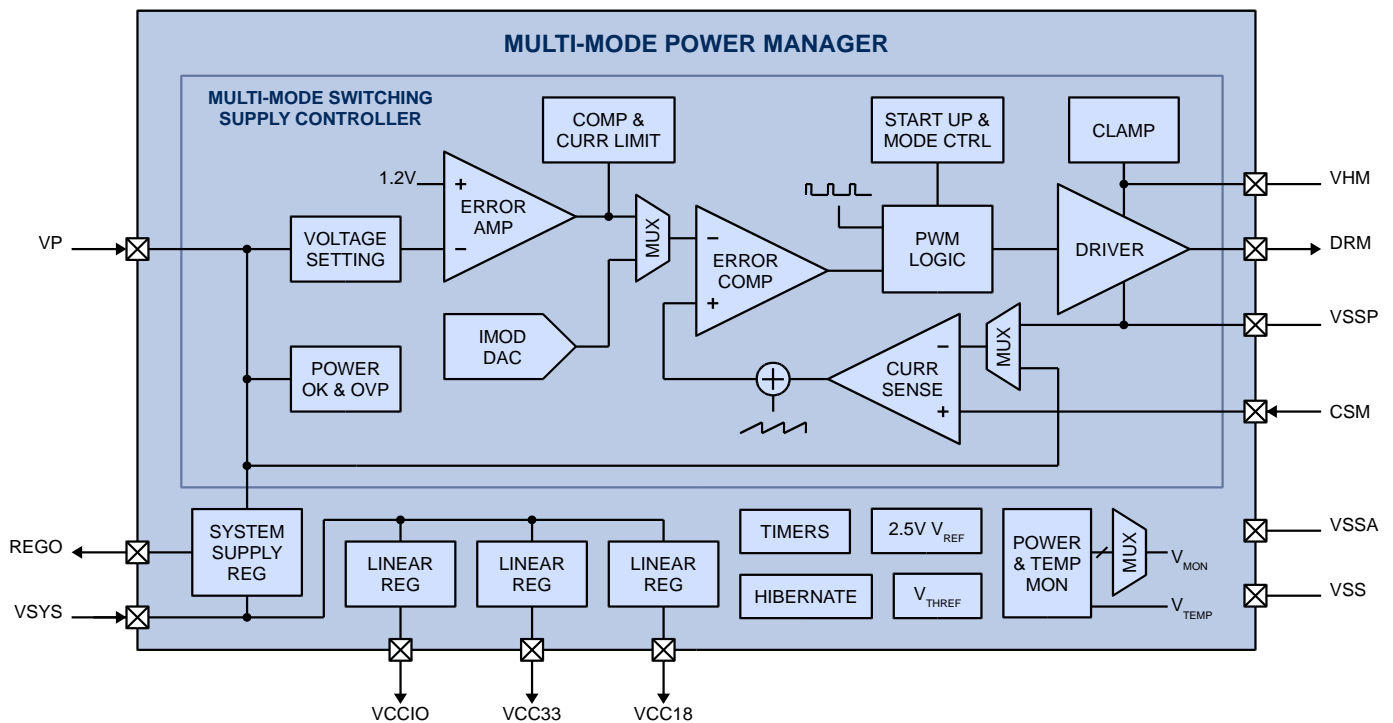 MULTI-MODE POWER MANAGER
MULTI-MODE SWITCHING
SUPPLY CONTROLLER
COMP &
CURR LIMIT
START UP &
MODE CTRL
CLAMP
1.2V
+
ERROR
AMP
−
VP
VOLTAGE
SETTING
MUX
−
ERROR
COMP
+
PWM
LOGIC
DRIVER
VHM
DRM
VSSP
IMOD
DAC
POWER
OK & OVP
+
CURR
SENSE
−
+
MUX
CSM
REGO
SYSTEM
SUPPLY
REG
VSYS
LINEAR
REG
LINEAR
REG
LINEAR
REG
TIMERS
2.5V VREF
HIBERNATE
VTHREF
POWER
& TEMP
MON
MUX
VMON
VTEMP
VSSA
VSS
VCCIO
VCC33
VCC18